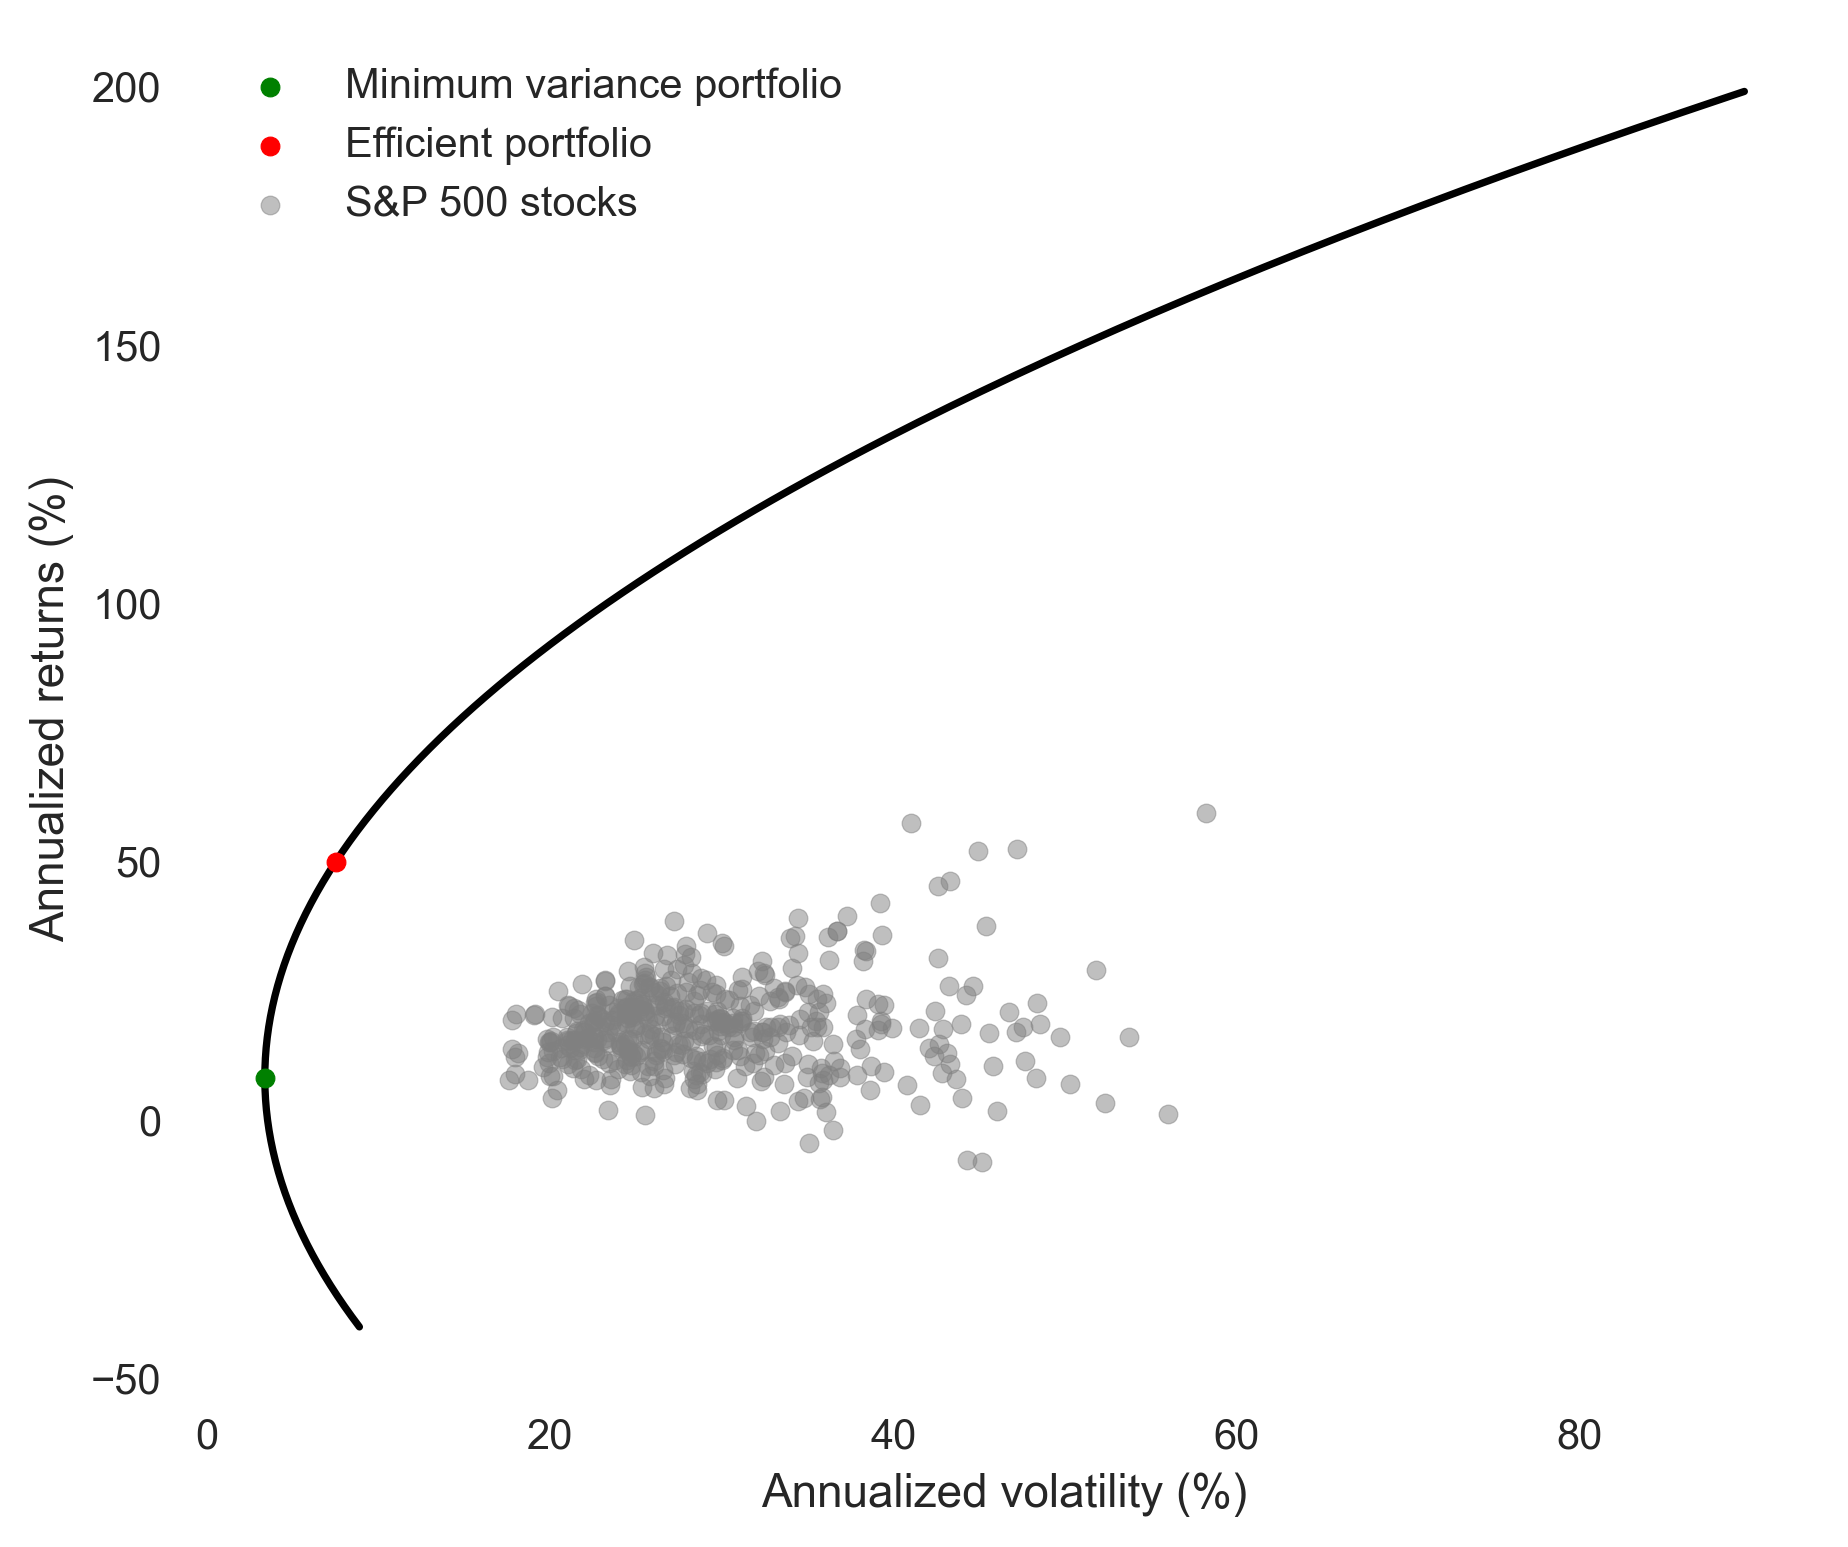 Minimum variance portfolio
Efficient portfolio
S&P 500 stocks
200
150
100
50
0
−50
Annualized returns (%)
0
20
40
60
80
Annualized volatility (%)